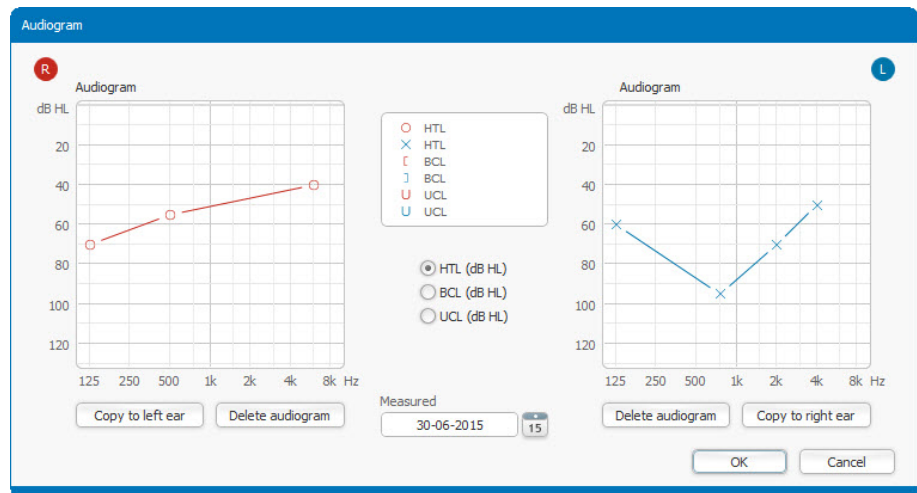 Audiogram
R
L
Audiogram
dB HL
20
40
60
80
100
120
125 250 500 1k 2k 4k 8k Hz
Copy to left ear Delete audiogram
HTL
HTL
BCL
BCL
UCL
UCL
HTL (dB HL)
BCL (dB HL)
UCL (dB HL)
Measured
30-06-2015 15
Audiogram
dB HL
20
40
60
80
100
120
125 250 500 1k 2k 4k 8k Hz
Delete audiogram Copy to right ear
OK Cancel